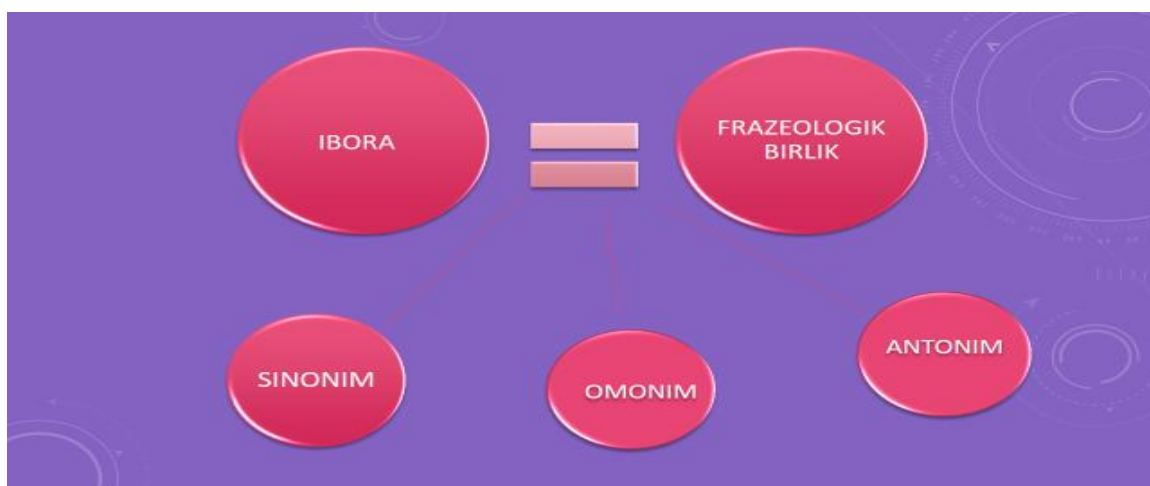 IBORA
FRAZEOLOGIK
BIRLIK
SINONIM
OMONIM
ANTONIM